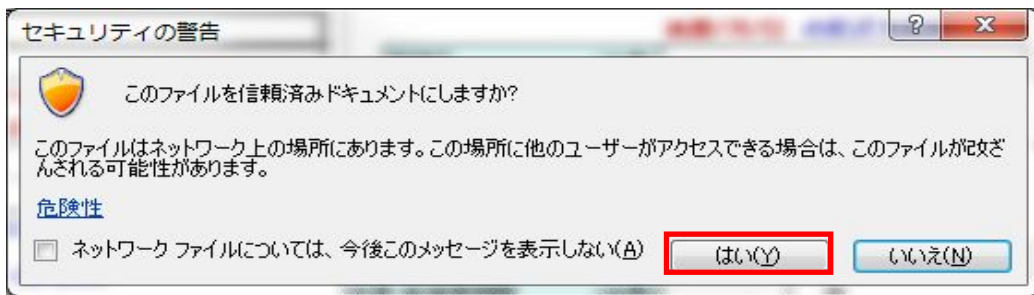 セキュリティの警告
このファイルを信頼済みドキュメントにしますか?
このファイルはネットワーク上の場所にあります。この場所に他のユーザーがアクセスできる場合は、このファイルが改ざ
んされる可能性があります。
危険性
ネットワーク ファイルについては、今後このメッセージを表示しない(A)
はい(Y)
いいえ(N)